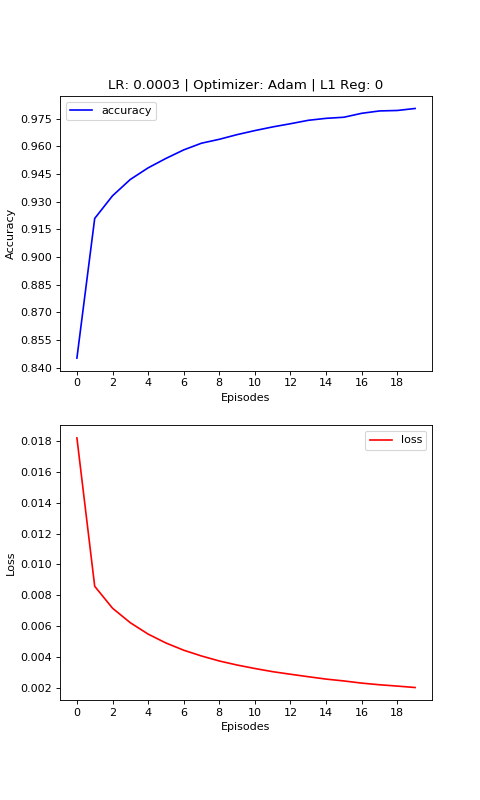 LR: 0.0003 | Optimizer: Adam | L1 Reg: 0
accuracy
0.975
0.960
0.945
0.930
0.915
0.900
0.885
0.870
0.855
0.840
Accuracy
0 2 4 6 8 10 12 14 16 18
Episodes
loss
0.018
0.016
0.014
0.012
0.010
0.008
0.006
0.004
0.002
Loss
0 2 4 6 8 10 12 14 16 18
Episodes